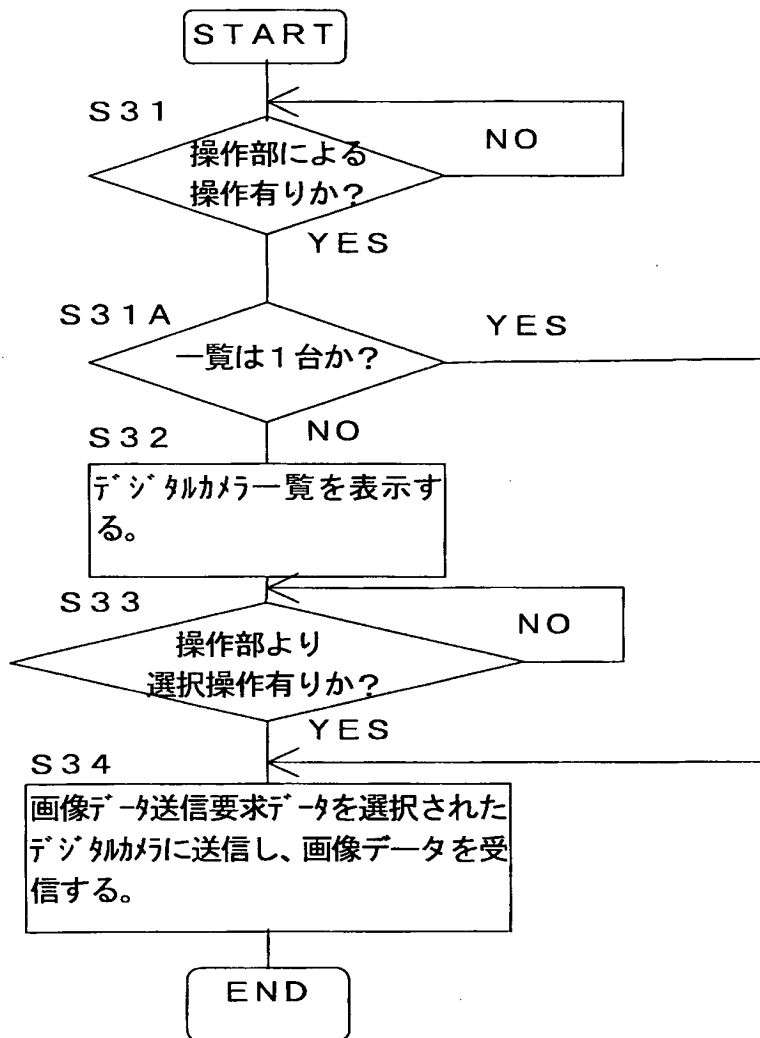 START
S31
NO
操作部による
操作有りか?
YES
S31A
YES
一覧は1台か?
S32
NO
デジタルカメラ一覧を表示す
る。
S33
NO
操作部より
選択操作有りか?
YES
S34
画像データ送信要求データを選択された
デジタルカメラに送信し、画像データを受
信する。
END